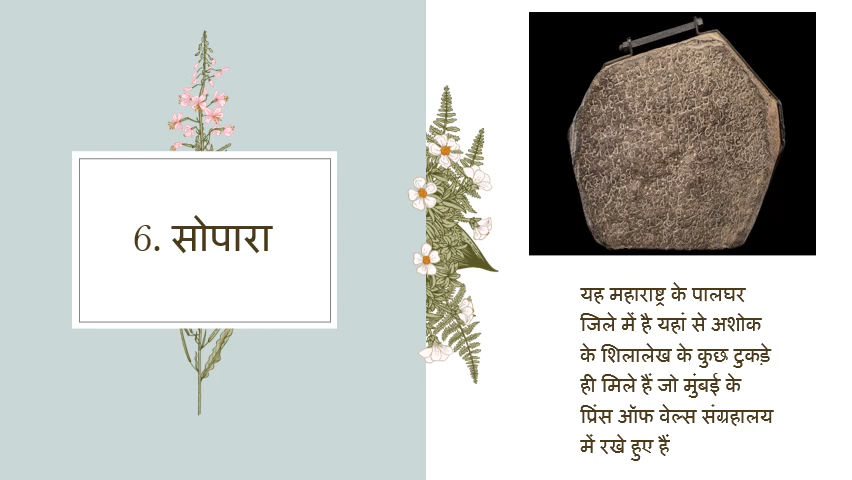 6. सोपारा
यह महाराष्ट्र के पालघर
जिले में है यहां से अशोक
के शिलालेख के कुछ टुकड़े
ही मिले हैं जो मुंबई के
प्रिंस ऑफ वेल्स संग्रहालय
में रखे हुए हैं